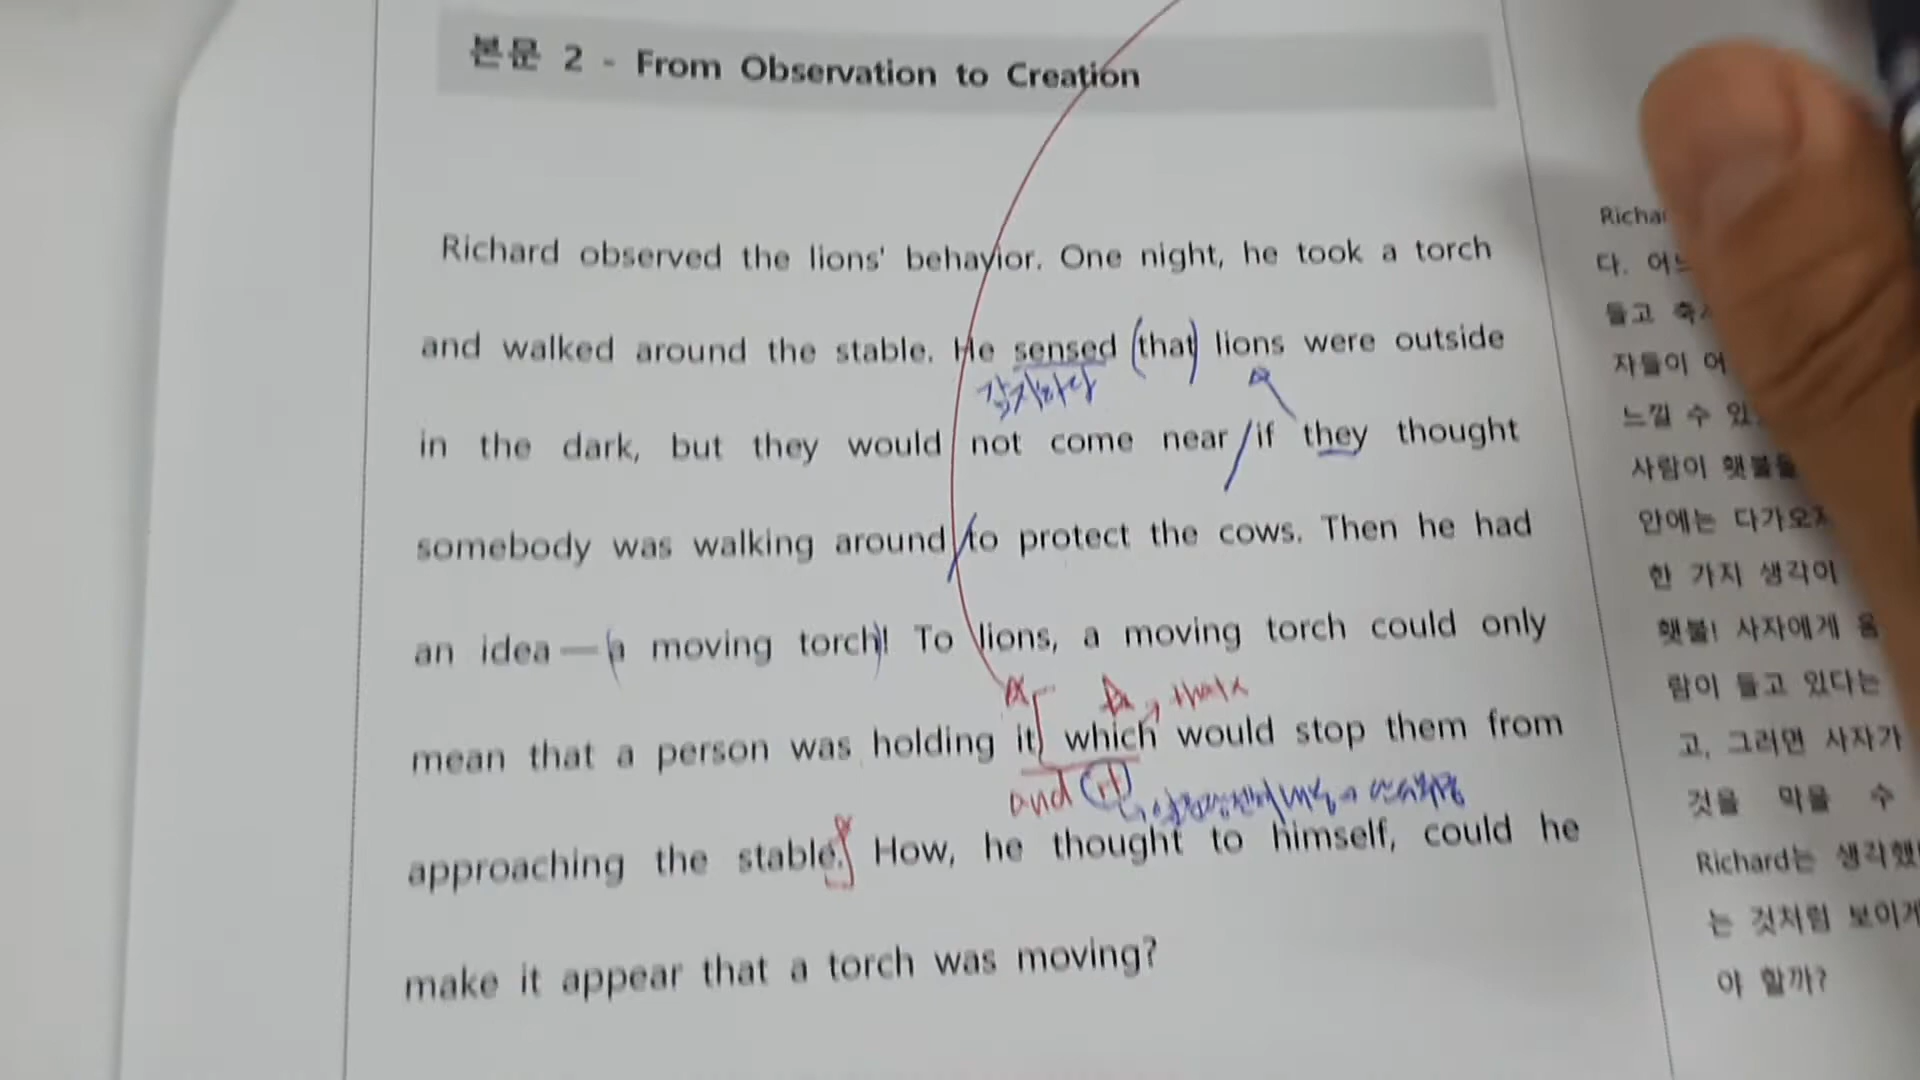 본문 2 - From Observation to Creation
Richard observed the lions' behavior. One night, he took a torch
and walked around the stable. He sensed (that) lions were outside
감지하다
in the dark, but they would not come near / if they thought
somebody was walking around / to protect the cows. Then he had
an idea — (a moving torch)! To lions, a moving torch could only
that x
mean that a person was holding it, which would stop them from
and it
approaching the stable. How, he thought to himself, could he
make it appear that a torch was moving?
다.
들고
자들이
느낄 수
사람이 횃불을
안에는 다가오지
한 가지 생각이
횃불! 사자에게 움
람이 들고 있다는
고, 그러면 사자가
것을 막을 수
Richard는 생각했
는 것처럼 보이게
야 할까?